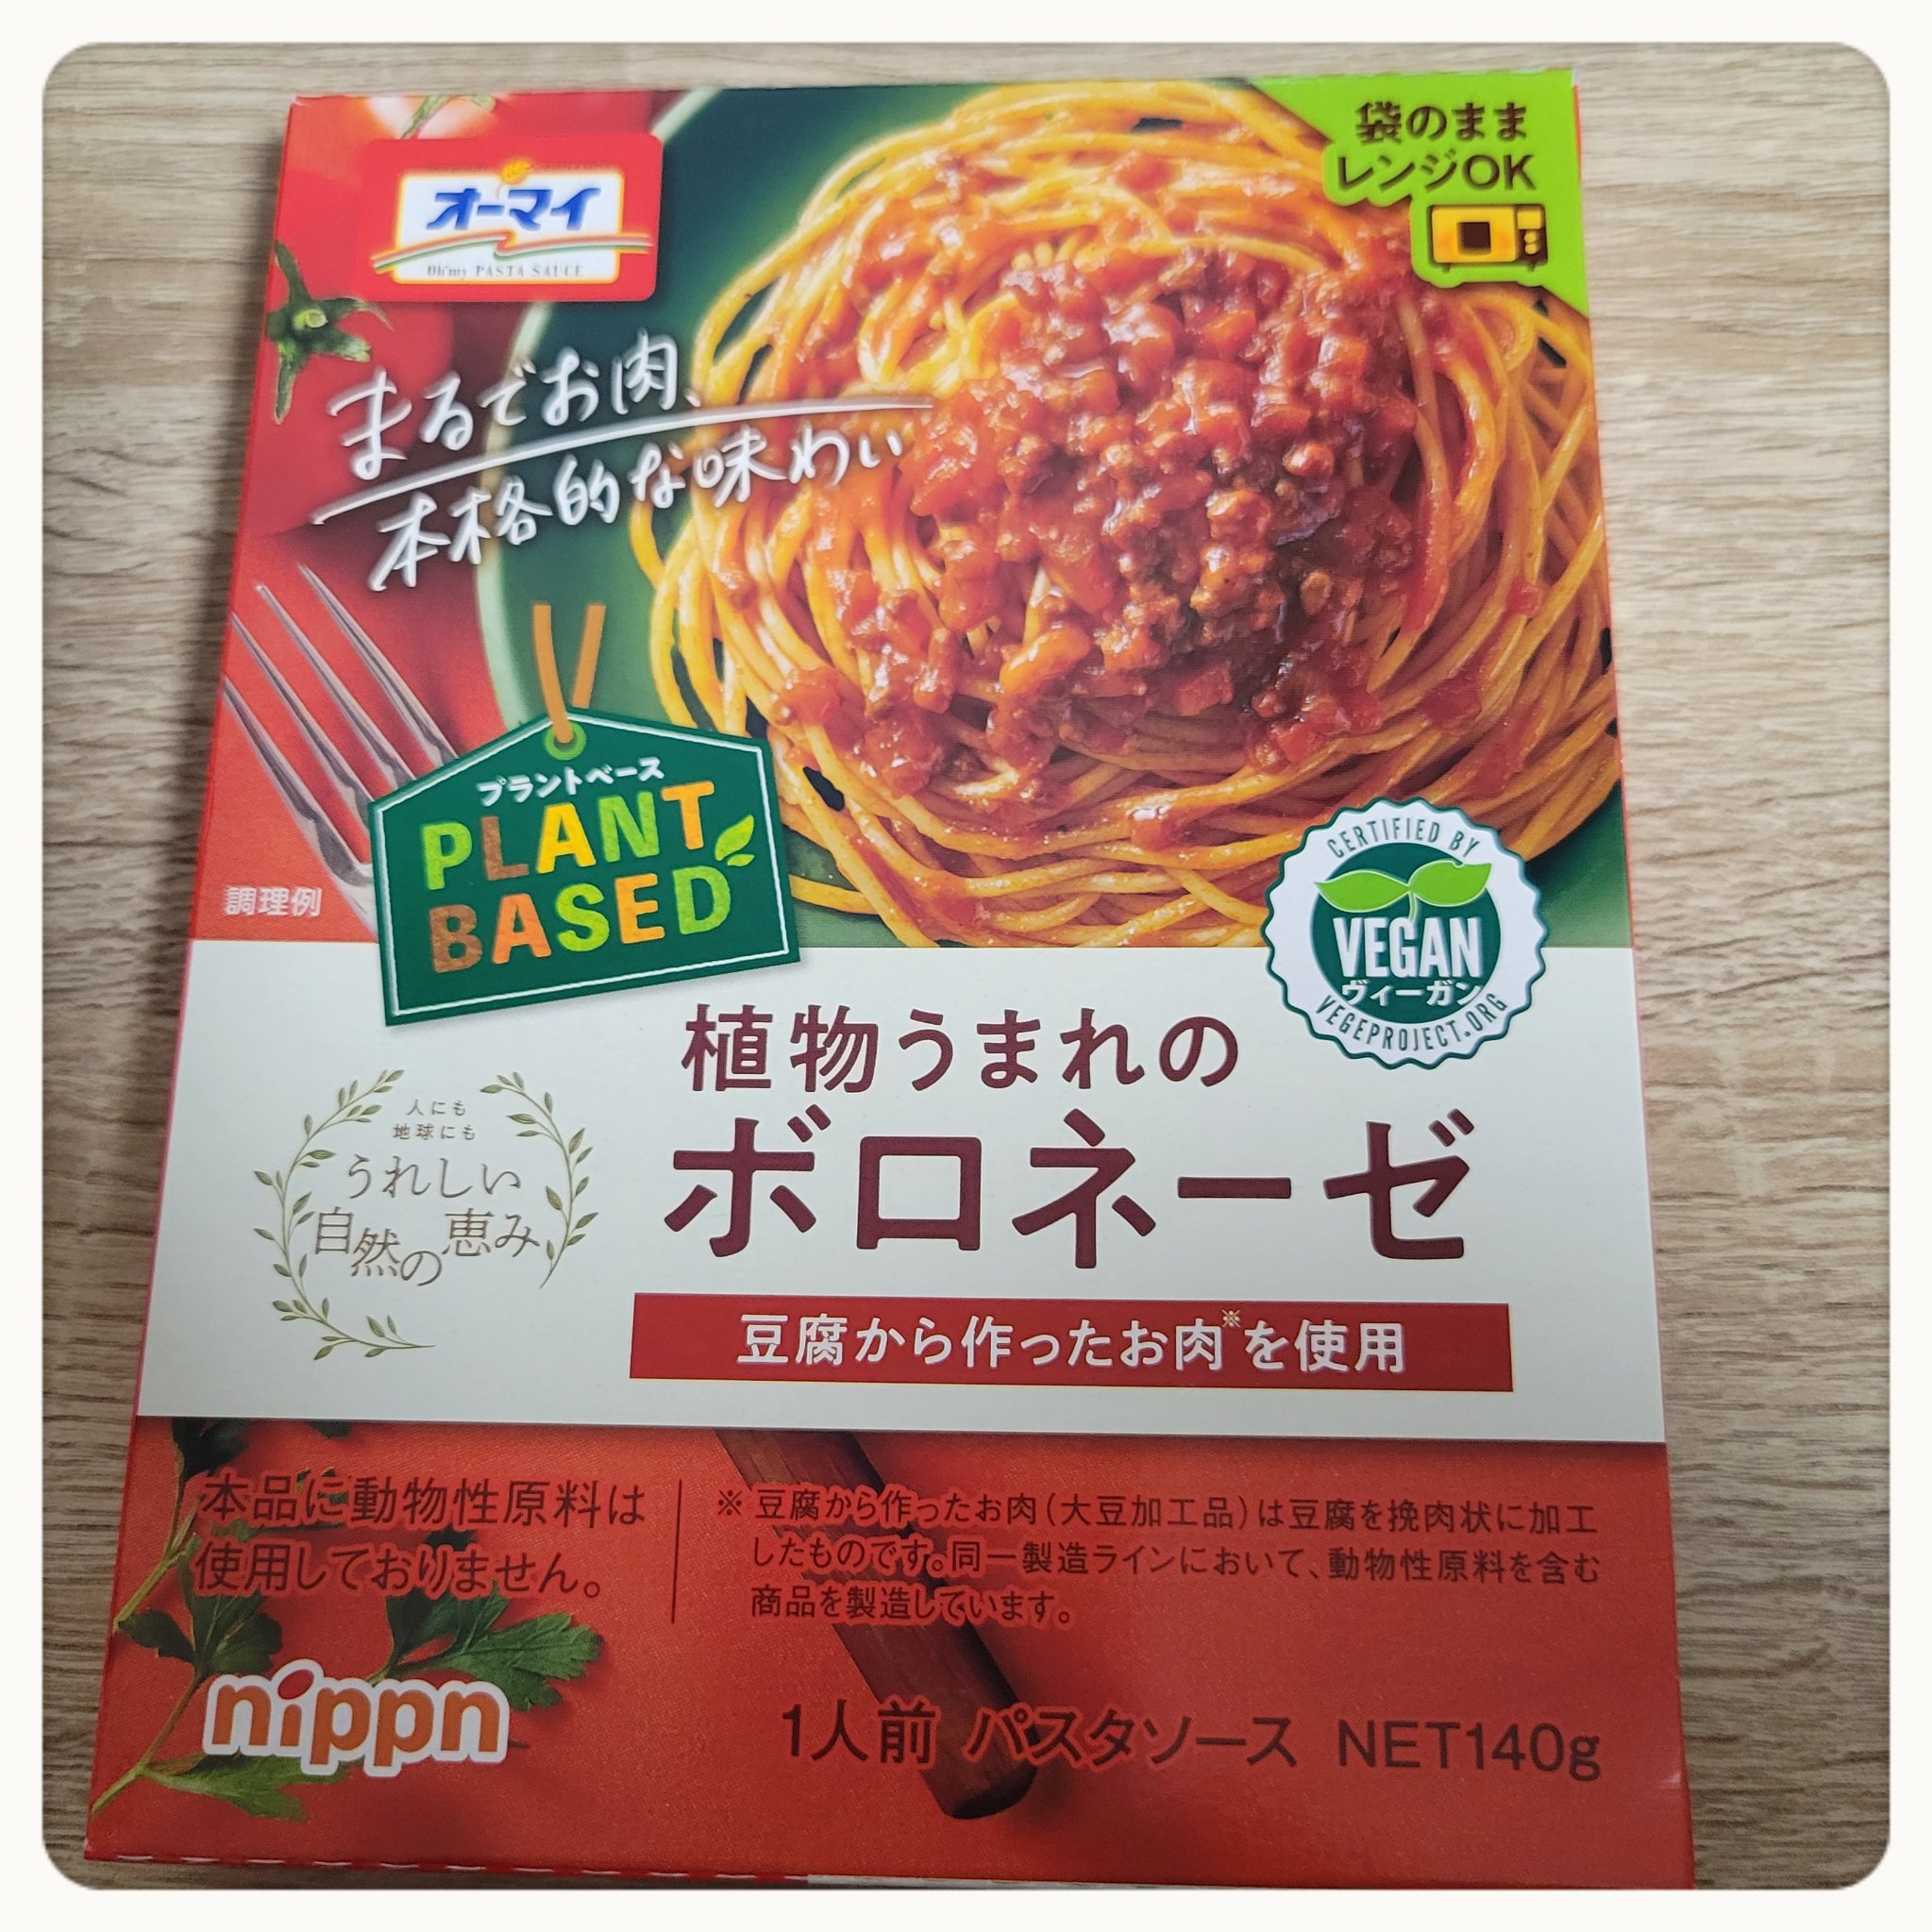 袋のまま
レンジOK
オーマイ
Oh'my PASTA SAUCE
まるでお肉、
本格的な味わい
プラントベース
PLANT
BASED
調理例
CERTIFIED BY
VEGAN
ヴィーガン
VEGEPROJECT.ORG
植物うまれの
ボロネーゼ
人にも
地球にも
うれしい
自然の恵み
豆腐から作ったお肉※を使用
本品に動物性原料は
使用しておりません。
※豆腐から作ったお肉(大豆加工品)は豆腐を挽肉状に加工
したものです。同一製造ラインにおいて、動物性原料を含む
商品を製造しています。
nippn
1人前 パスタソース NET140g